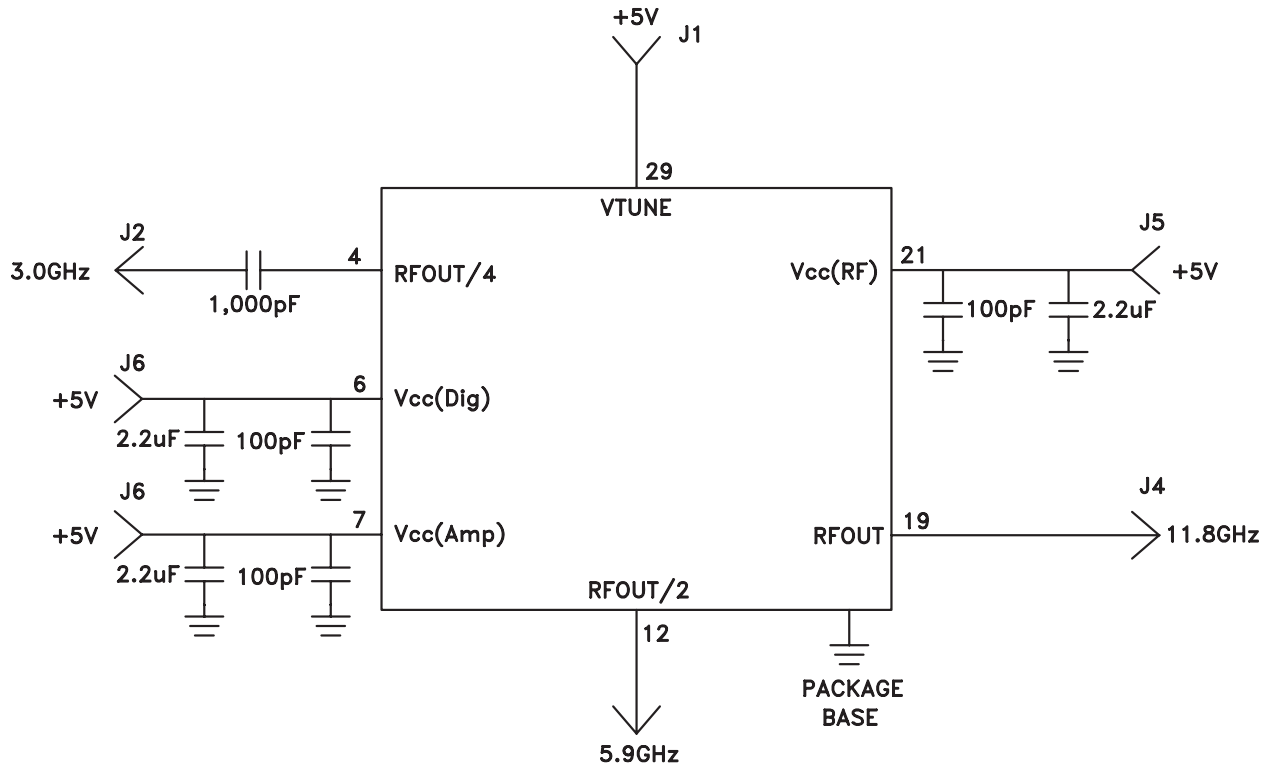 +5V
J1
29
VTUNE
J2
3.0GHz
4
RFOUT/4
1,000pF
Vcc(RF)
21
J5
+5V
100pF
2.2uF
J6
+5V
6
Vcc(Dig)
2.2uF
100pF
J6
+5V
7
Vcc(Amp)
2.2uF
100pF
RFOUT
19
J4
11.8GHz
RFOUT/2
12
5.9GHz
PACKAGE
BASE